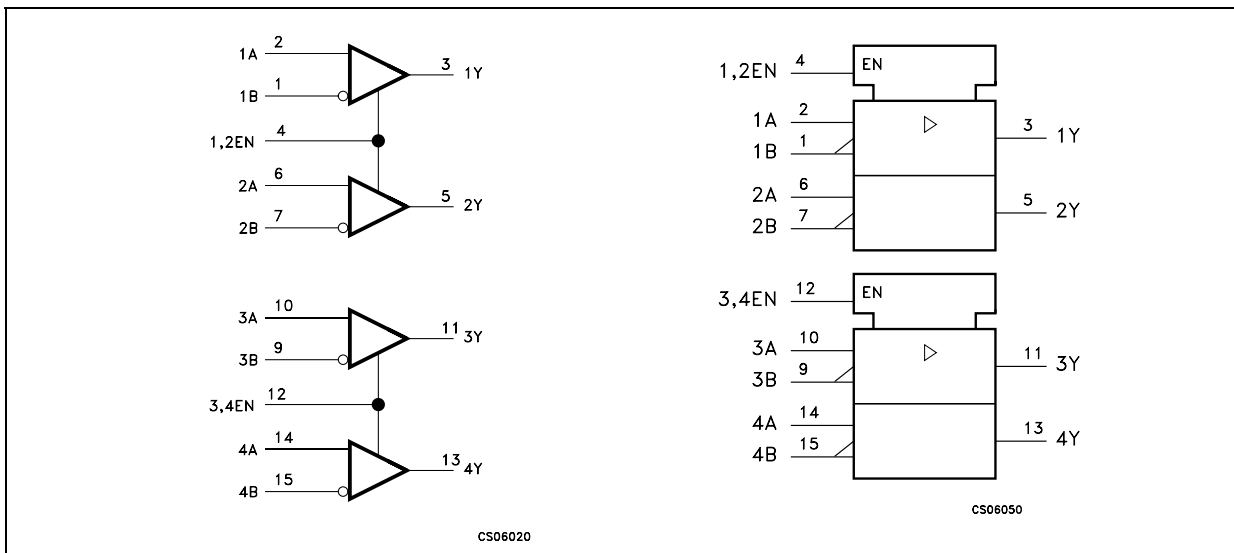 1A 2
3 1Y
1B 1
1,2EN 4
2A 6
5 2Y
2B 7
3A 10
11 3Y
3B 9
3,4EN 12
4A 14
13 4Y
4B 15
CS06020
1,2EN 4 EN
1A 2
3 1Y
1B 1
2A 6
5 2Y
2B 7
3,4EN 12 EN
3A 10
11 3Y
3B 9
4A 14
13 4Y
4B 15
CS06050